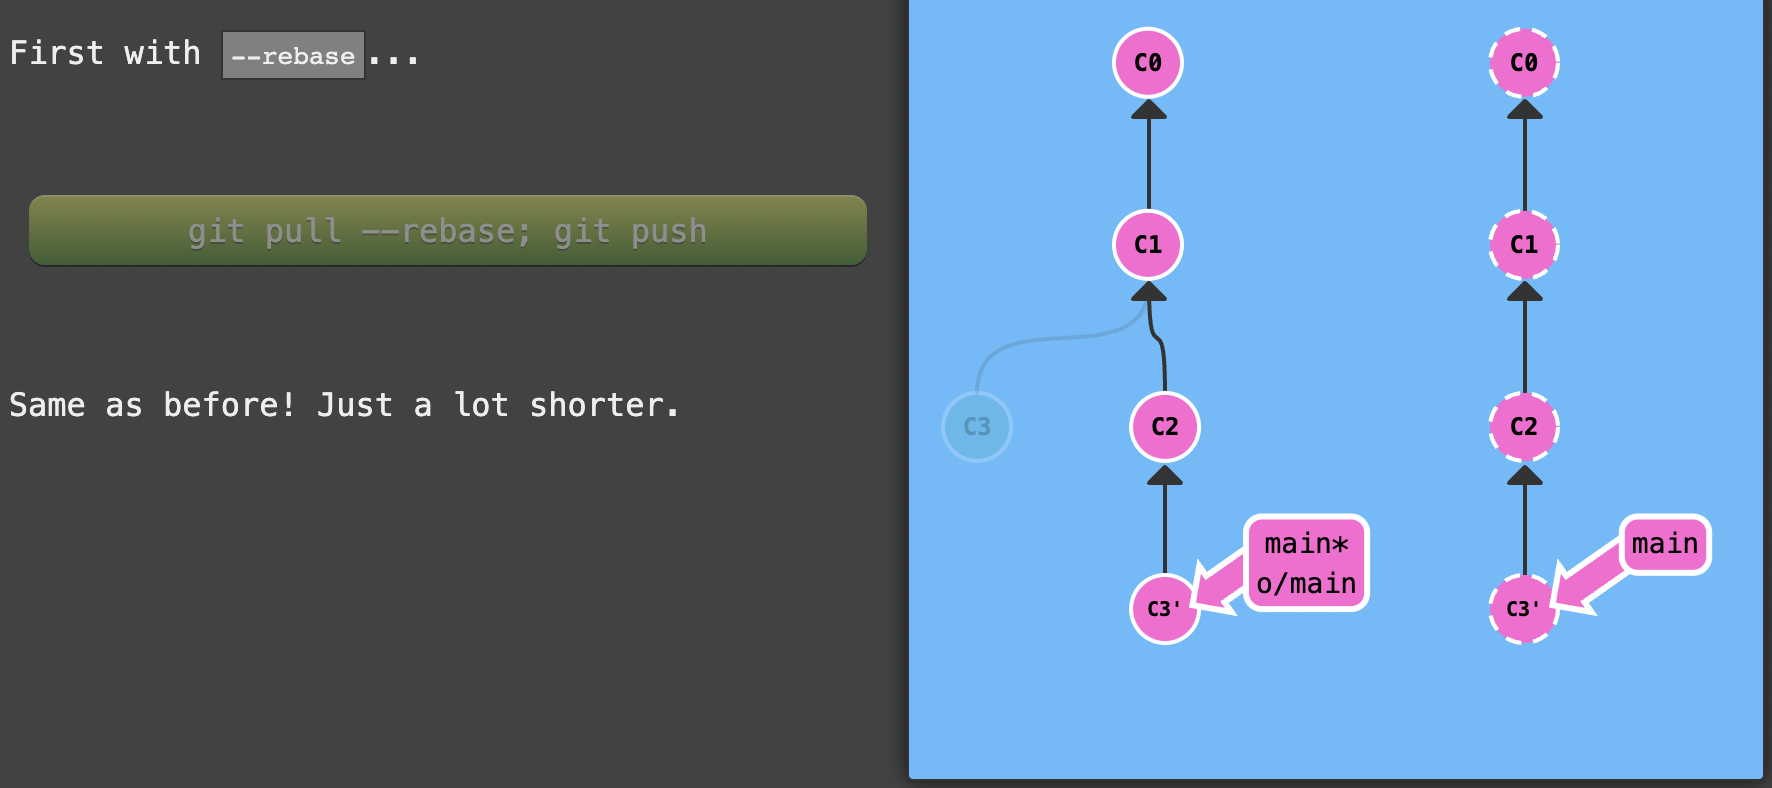 First with --rebase...
git pull --rebase; git push
Same as before! Just a lot shorter.
C0
C1
C3
C2
main*
o/main
C3'
C0
C1
C2
main
C3'